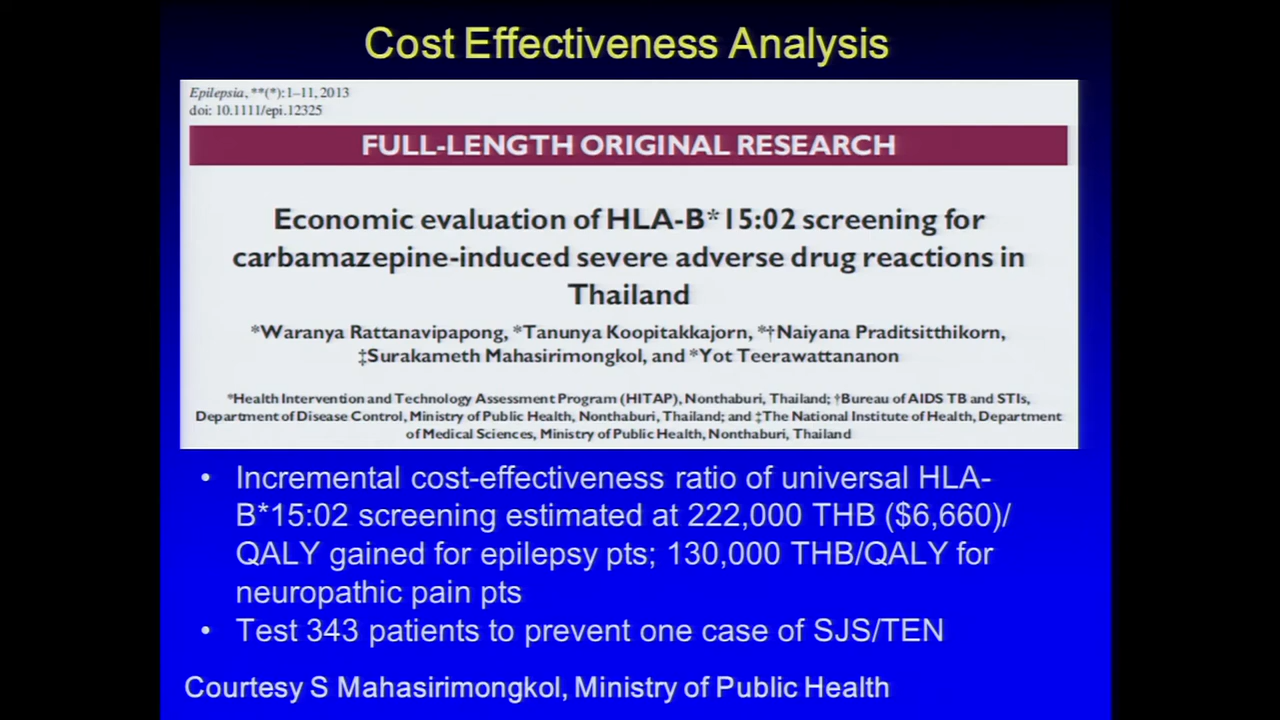 Cost Effectiveness Analysis
Epilepsia, **(*):1–11, 2013
doi: 10.1111/epi.12325
FULL-LENGTH ORIGINAL RESEARCH
Economic evaluation of HLA-B*15:02 screening for
carbamazepine-induced severe adverse drug reactions in
Thailand
*Waranya Rattanavipapong, *Tanunya Koopitakkajorn, *†Naiyana Praditsitthikorn,
‡Surakameth Mahasirimongkol, and *Yot Teerawattananon
*Health Intervention and Technology Assessment Program (HITAP), Nonthaburi, Thailand; †Bureau of AIDS TB and STIs,
Department of Disease Control, Ministry of Public Health, Nonthaburi, Thailand; and ‡The National Institute of Health, Department
of Medical Sciences, Ministry of Public Health, Nonthaburi, Thailand
• Incremental cost-effectiveness ratio of universal HLA-
B*15:02 screening estimated at 222,000 THB ($6,660)/
QALY gained for epilepsy pts; 130,000 THB/QALY for
neuropathic pain pts
• Test 343 patients to prevent one case of SJS/TEN
Courtesy S Mahasirimongkol, Ministry of Public Health